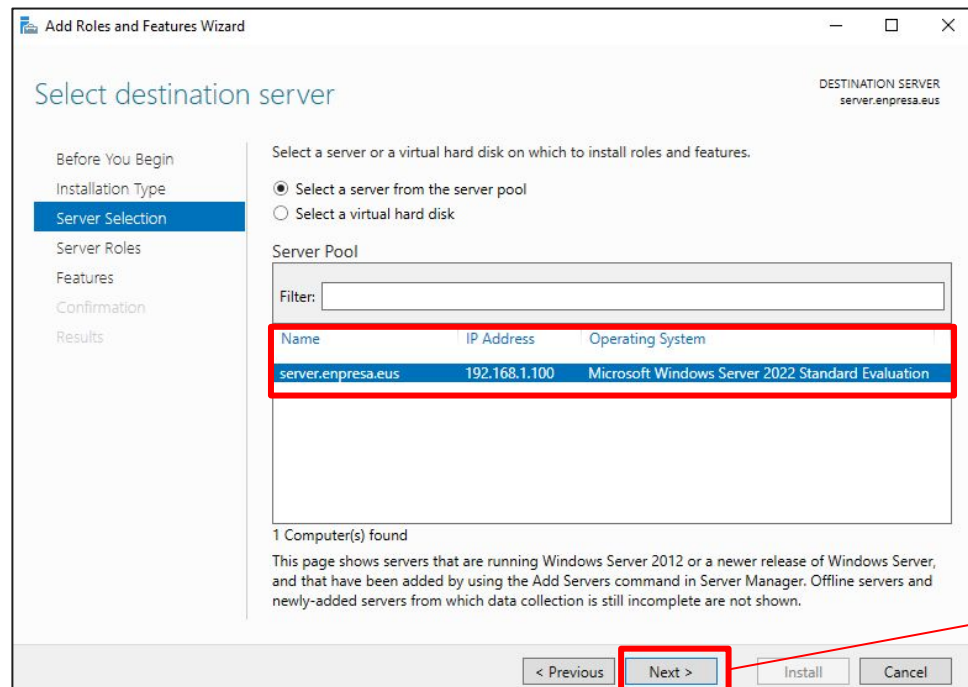 Add Roles and Features Wizard
Select destination server
DESTINATION SERVER
server.enpresa.eus
Before You Begin
Installation Type
Server Selection
Server Roles
Features
Confirmation
Results
Select a server or a virtual hard disk on which to install roles and features.
Select a server from the server pool
Select a virtual hard disk
Server Pool
Filter:
Name IP Address Operating System
server.enpresa.eus 192.168.1.100 Microsoft Windows Server 2022 Standard Evaluation
1 Computer(s) found
This page shows servers that are running Windows Server 2012 or a newer release of Windows Server,
and that have been added by using the Add Servers command in Server Manager. Offline servers and
newly-added servers from which data collection is still incomplete are not shown.
< Previous Next > Install Cancel